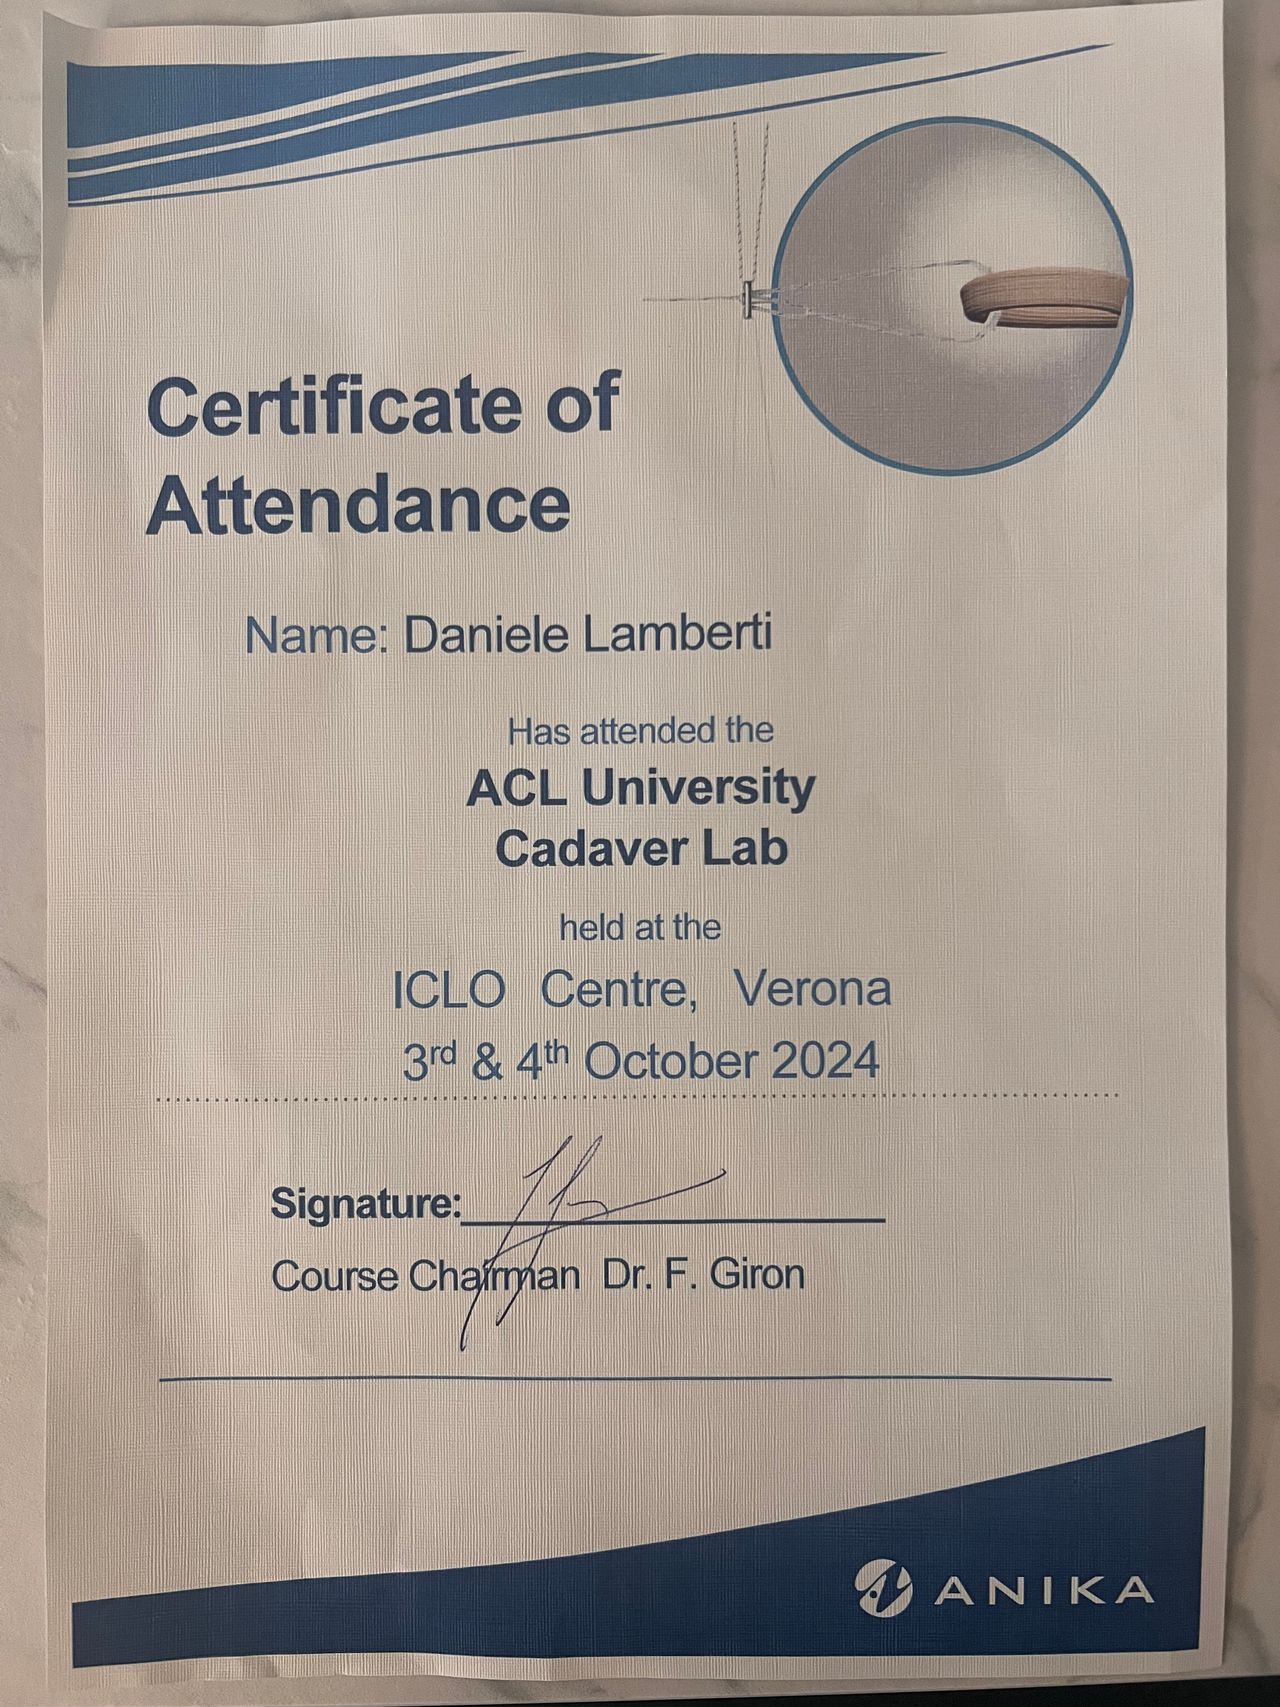 Certificate of
Attendance
Name: Daniele Lamberti
Has attended the
ACL University
Cadaver Lab
held at the
ICLO Centre, Verona
3rd & 4th October 2024
Signature:
Course Chairman Dr. F. Giron
ANIKA